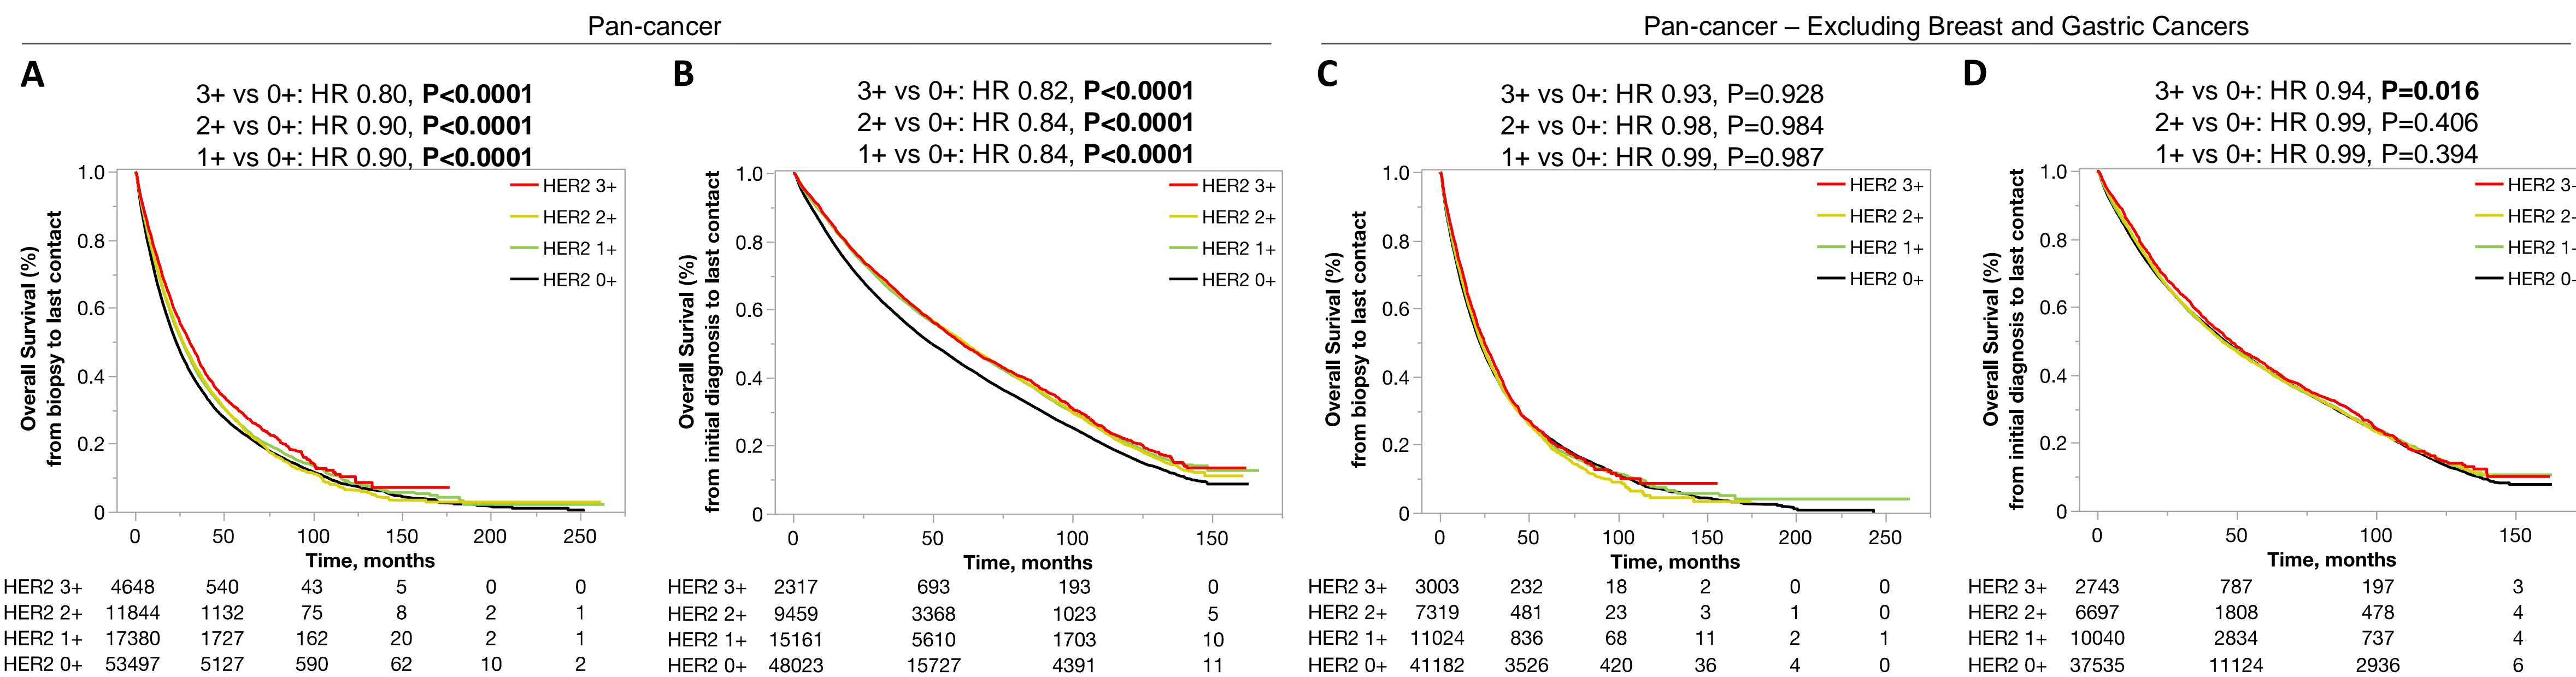 Pan-cancer
Pan-cancer – Excluding Breast and Gastric Cancers
A
3+ vs 0+: HR 0.80, P<0.0001
2+ vs 0+: HR 0.90, P<0.0001
1+ vs 0+: HR 0.90, P<0.0001
Overall Survival (%)
from biopsy to last contact
1.0
0.8
0.6
0.4
0.2
0
HER2 3+
HER2 2+
HER2 1+
HER2 0+
0 50 100 150 200 250
Time, months
HER2 3+ 4648 540 43 5 0 0
HER2 2+ 11844 1132 75 8 2 1
HER2 1+ 17380 1727 162 20 2 1
HER2 0+ 53497 5127 590 62 10 2
B
3+ vs 0+: HR 0.82, P<0.0001
2+ vs 0+: HR 0.84, P<0.0001
1+ vs 0+: HR 0.84, P<0.0001
Overall Surival (%)
from initial diagnosis to last contact
1.0
0.8
0.6
0.4
0.2
0
HER2 3+
HER2 2+
HER2 1+
HER2 0+
0 50 100 150
Time, months
HER2 3+ 2317 693 193 0
HER2 2+ 9459 3368 1023 5
HER2 1+ 15161 5610 1703 10
HER2 0+ 48023 15727 4391 11
C
3+ vs 0+: HR 0.93, P=0.928
2+ vs 0+: HR 0.98, P=0.984
1+ vs 0+: HR 0.99, P=0.987
Overall Surival (%)
from biopsy to last contact
1.0
0.8
0.6
0.4
0.2
0
HER2 3+
HER2 2+
HER2 1+
HER2 0+
0 50 100 150 200 250
Time, months
HER2 3+ 3003 232 18 2 0 0
HER2 2+ 7319 481 23 3 1 0
HER2 1+ 11024 836 68 11 2 1
HER2 0+ 41182 3526 420 36 4 0
D
3+ vs 0+: HR 0.94, P=0.016
2+ vs 0+: HR 0.99, P=0.406
1+ vs 0+: HR 0.99, P=0.394
Overall Surival (%)
from initial diagnosis to last contact
1.0
0.8
0.6
0.4
0.2
0
HER2 3
HER2 2
HER2 1
HER2 0
0 50 100 150
Time, months
HER2 3+ 2743 787 197 3
HER2 2+ 6697 1808 478 4
HER2 1+ 10040 2834 737 4
HER2 0+ 37535 11124 2936 6